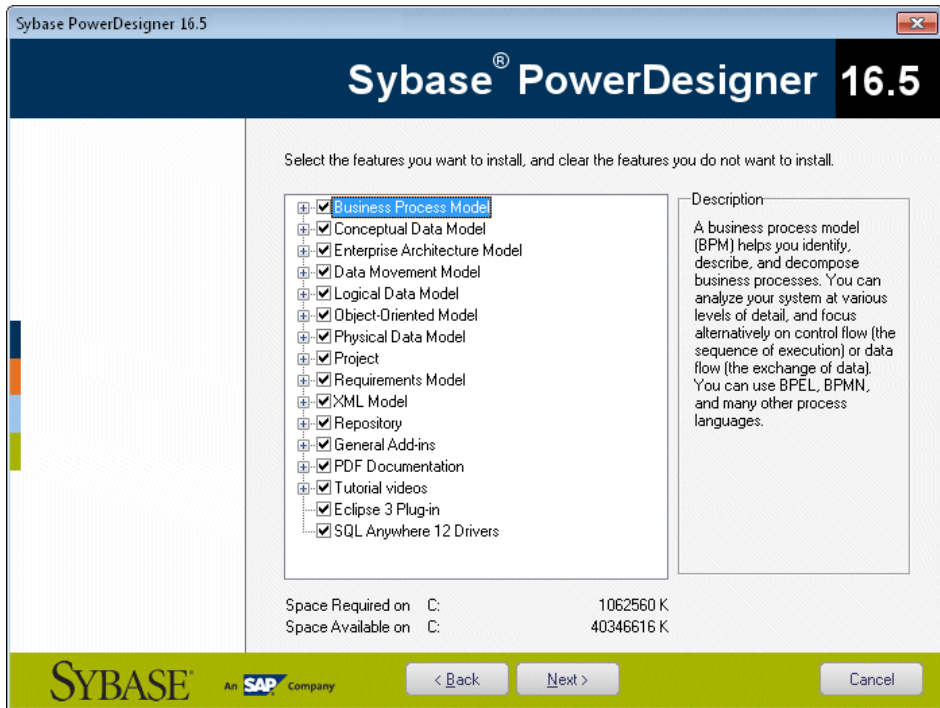 Sybase PowerDesigner 16.5
Sybase® PowerDesigner 16.5
Select the features you want to install, and clear the features you do not want to install.
Business Process Model
Conceptual Data Model
Enterprise Architecture Model
Data Movement Model
Logical Data Model
Object-Oriented Model
Physical Data Model
Project
Requirements Model
XML Model
Repository
General Add-ins
PDF Documentation
Tutorial videos
Eclipse 3 Plug-in
SQL Anywhere 12 Drivers
Description
A business process model
(BPM) helps you identify,
describe, and decompose
business processes. You can
analyze your system at various
levels of detail, and focus
alternatively on control flow (the
sequence of execution) or data
flow (the exchange of data).
You can use BPEL, BPMN,
and many other process
languages.
Space Required on C: 1062560 K
Space Available on C: 40346616 K
SYBASE An SAP Company
< Back
Next >
Cancel